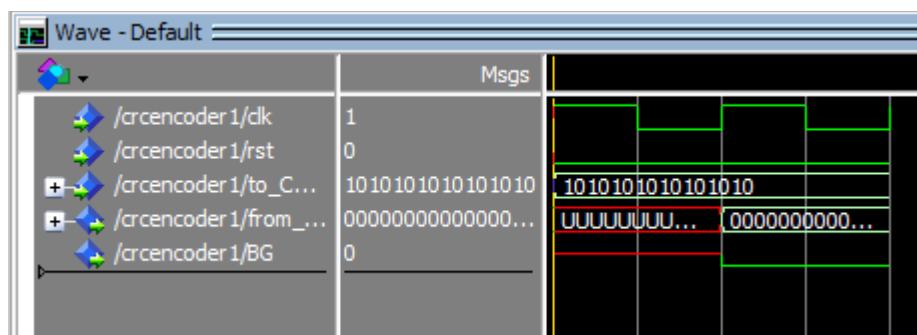 Wave - Default
Msgs
/crcencoder1/clk 1
/crcencoder1/rst 0
/crcencoder1/to_C... 1010101010101010 1010101010101010
/crcencoder1/from_... 00000000000000... UUUUUUUU... 0000000000...
/crcencoder1/BG 0